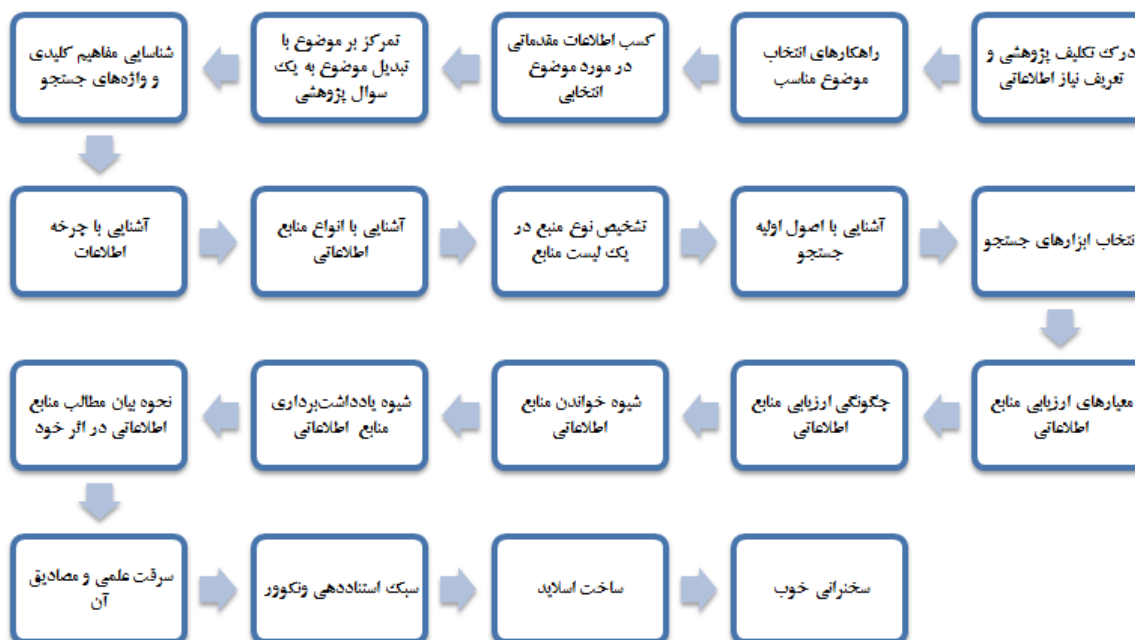 درک تکلیف پژوهشی و
تعریف نیاز اطلاعاتی
راهکارهای انتخاب
موضوع مناسب
کسب اطلاعات مقدماتی
در مورد موضوع
انتخابی
تمرکز بر موضوع با
تبدیل موضوع به یک
سوال پژوهشی
شناسایی مفاهیم کلیدی
و واژه‌های جستجو
آشنایی با چرخه
اطلاعات
آشنایی با انواع منابع
اطلاعاتی
تشخیص نوع منبع در
یک لیست منابع
آشنایی با اصول اولیه
جستجو
نتخاب ابزارهای جستجو
معیارهای ارزیابی منابع
اطلاعاتی
چگونگی ارزیابی منابع
اطلاعاتی
شیوه خواندن منابع
اطلاعاتی
شیوه یادداشت‌برداری
منابع اطلاعاتی
نحوه بیان مطالب منابع
اطلاعاتی در اثر خود
سرقت علمی و مصادیق
آن
سبک استناددهی ونکوور
ساخت اسلاید
سخنرانی خوب